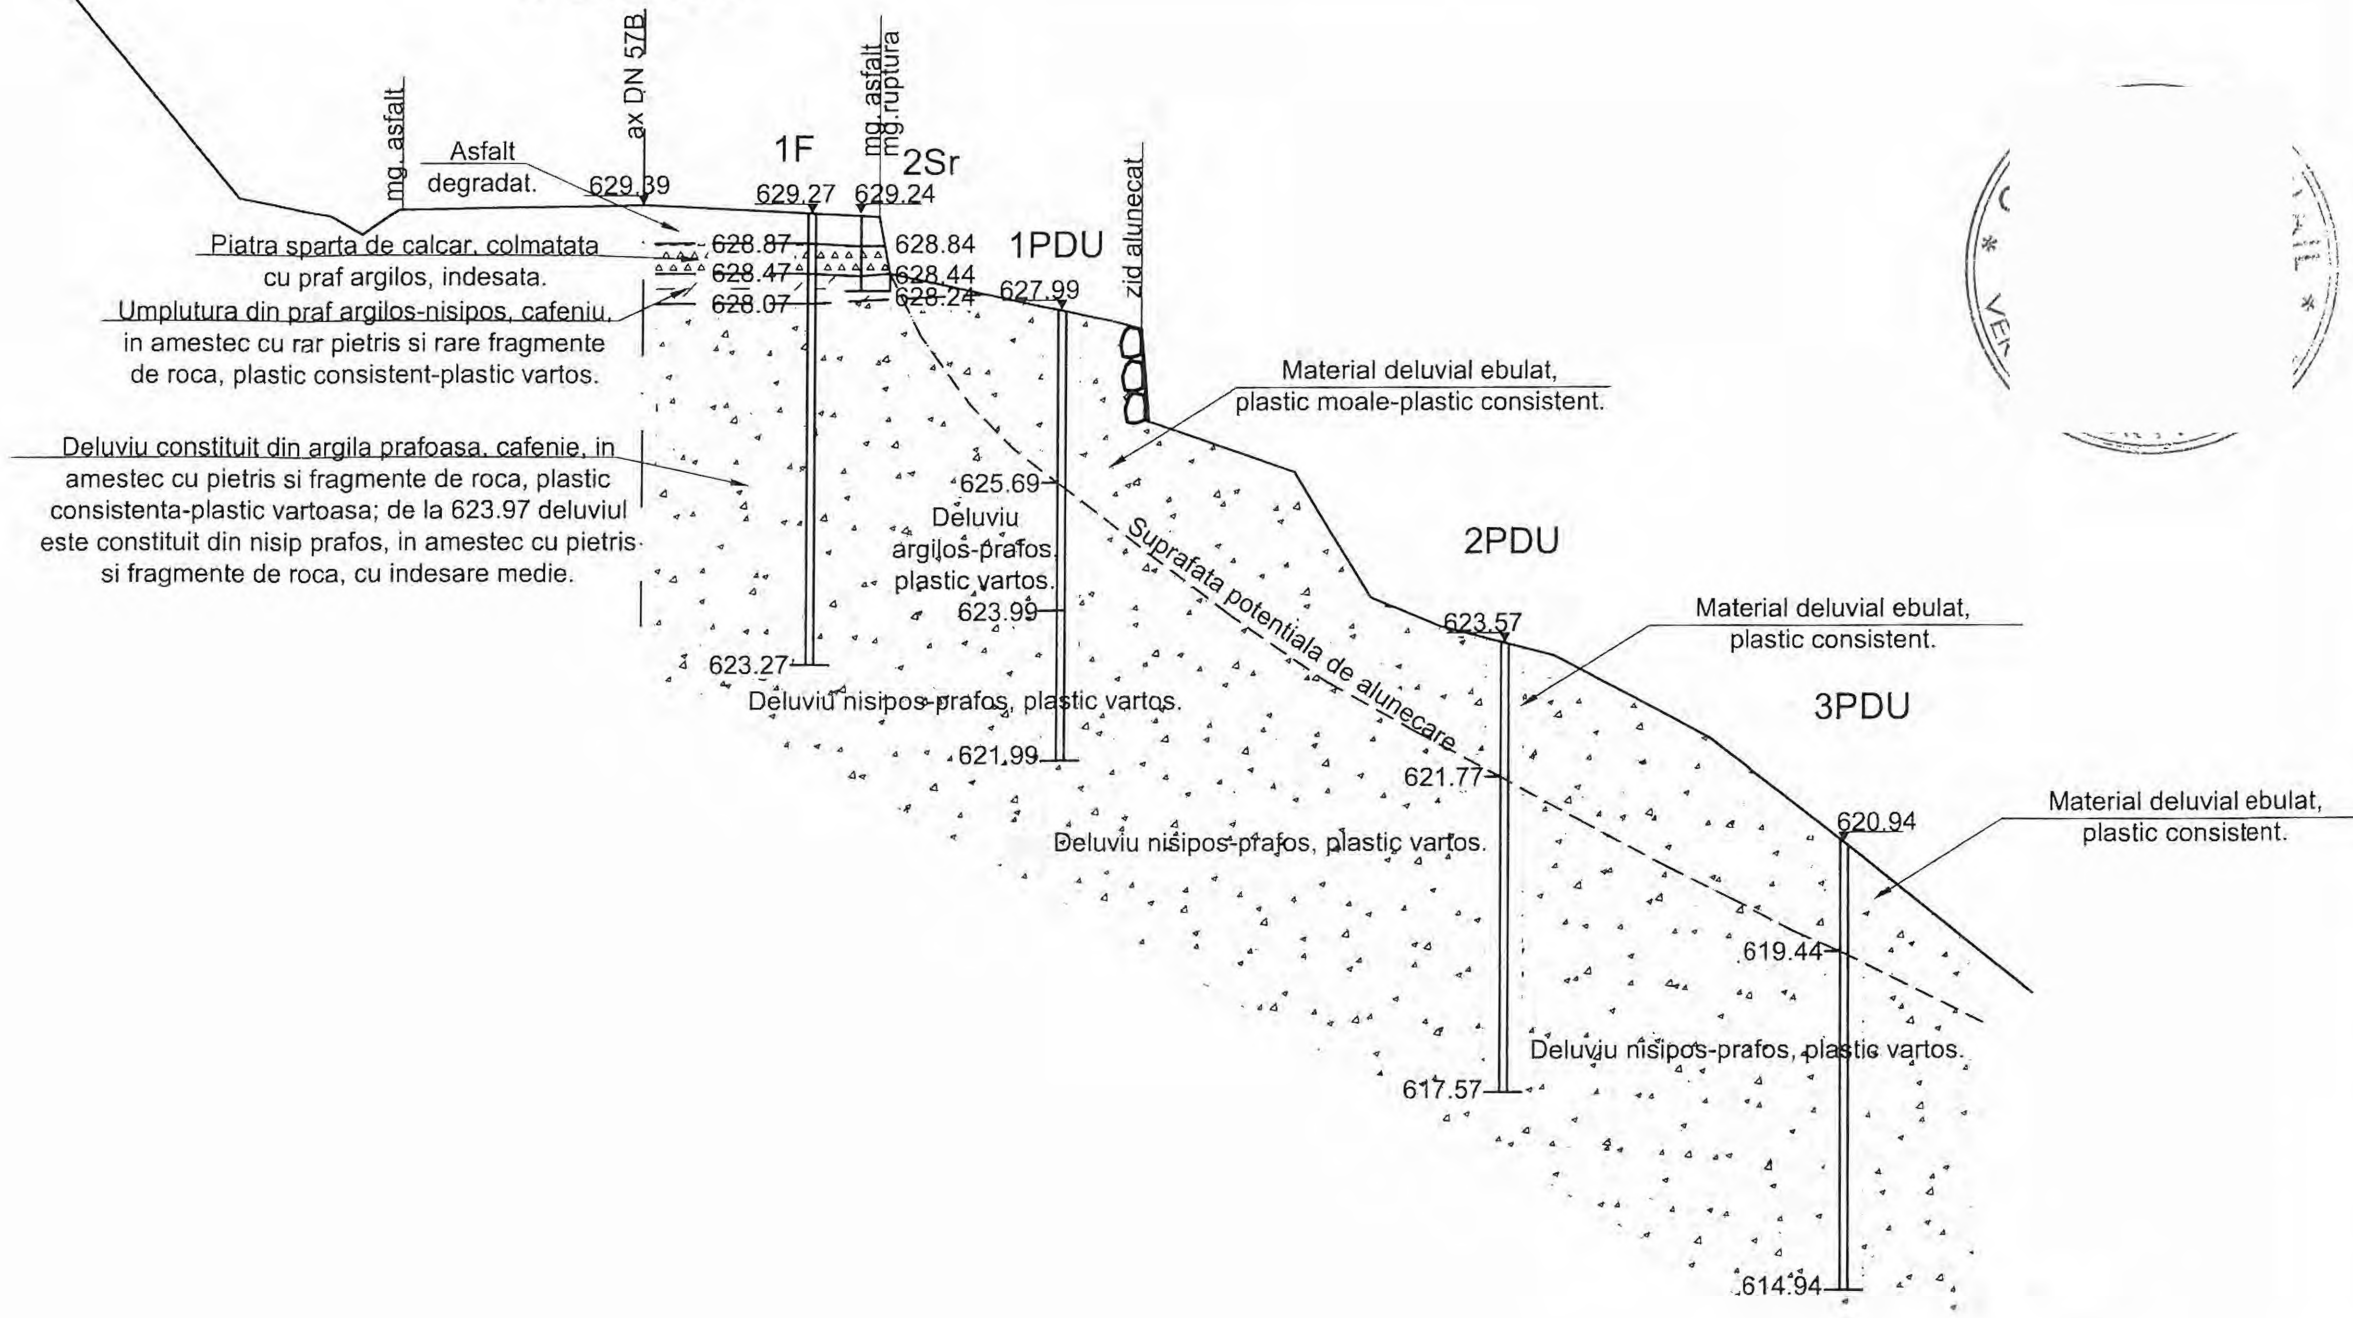 mg. asfalt
ax DN 57B
mg. asfalt
mg.ruptura
zid alunecat
1F
2Sr
1PDU
2PDU
3PDU
Asfalt
degradat.
629.39
629.27
629.24
Piatra sparta de calcar, colmatata
cu praf argilos, indesata.
628.87
628.84
628.47
628.44
628.07
628.24
627.99
Umplutura din praf argilos-nisipos, cafeniu,
in amestec cu rar pietris si rare fragmente
de roca, plastic consistent-plastic vartos.
Material deluvial ebulat,
plastic moale-plastic consistent.
Deluviu constituit din argila prafoasa, cafenie, in
amestec cu pietris si fragmente de roca, plastic
consistenta-plastic vartoasa; de la 623.97 deluviul
este constituit din nisip prafos, in amestec cu pietris
si fragmente de roca, cu indesare medie.
625.69
Deluviu
argilos-prafos,
plastic vartos.
623.99
Suprafata potentiala de alunecare
623.57
Material deluvial ebulat,
plastic consistent.
623.27
Deluviu nisipos-prafos, plastic vartos.
621.99
621.77
Deluviu nisipos-prafos, plastic vartos.
620.94
Material deluvial ebulat,
plastic consistent.
619.44
617.57
Deluviu nisipos-prafos, plastic vartos.
614.94